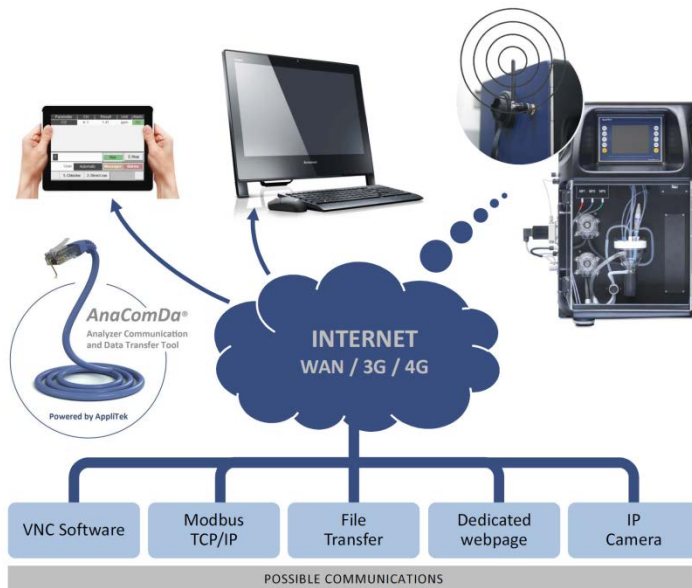 AnaComDa®
Analyzer Communication
and Data Transfer Tool
Powered by AppliTek
INTERNET
WAN / 3G / 4G
VNC Software
Modbus
TCP/IP
File
Transfer
Dedicated
webpage
IP
Camera
POSSIBLE COMMUNICATIONS